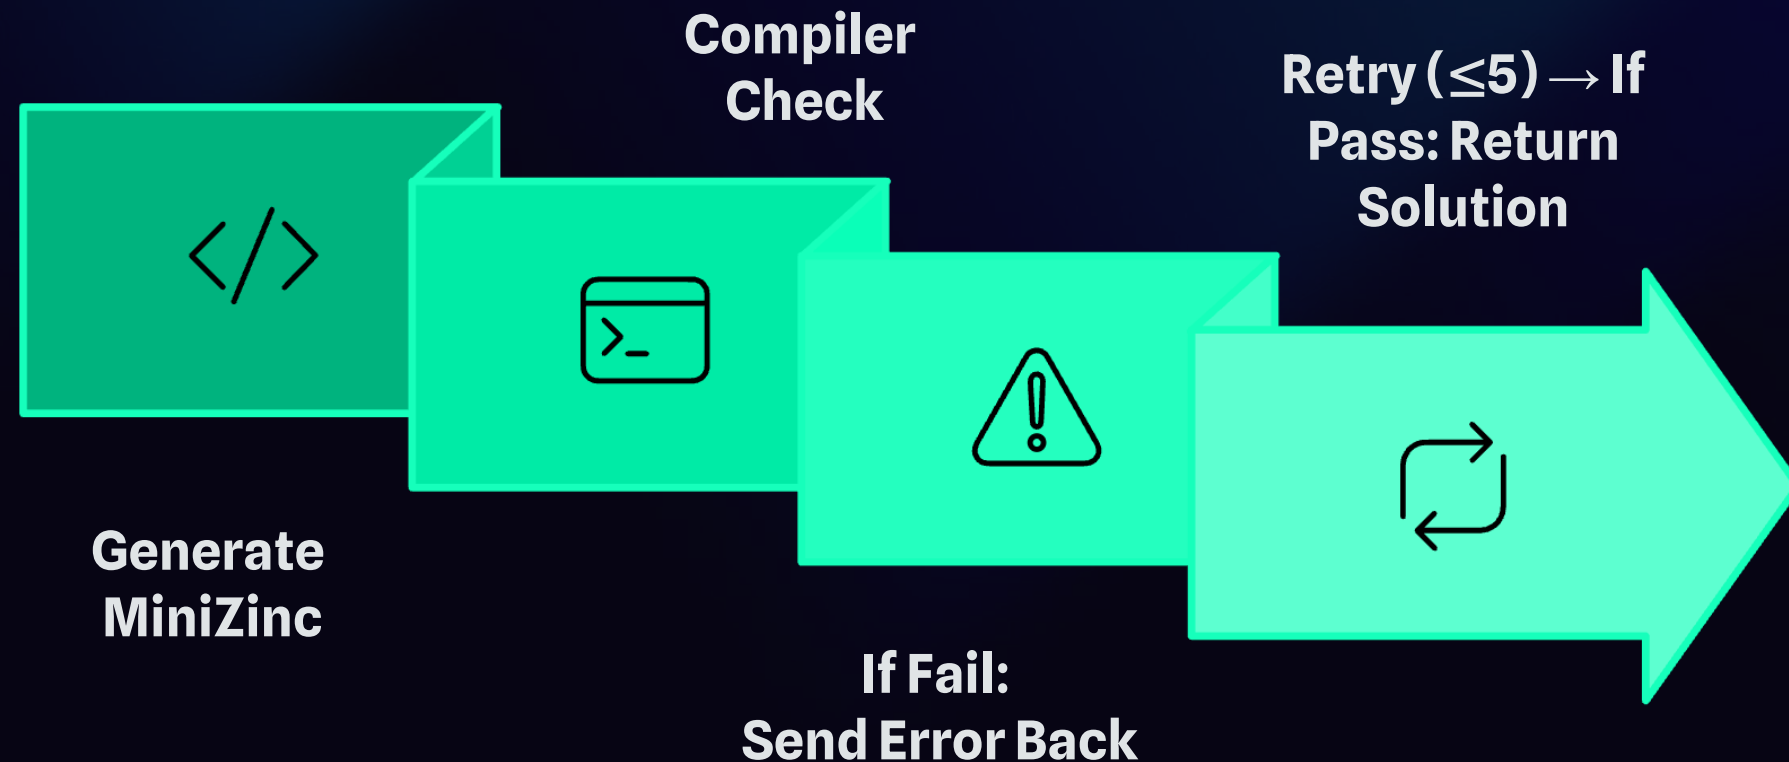 Generate
MiniZinc
Compiler
Check
If Fail:
Send Error Back
Retry (≤5) → If
Pass: Return
Solution